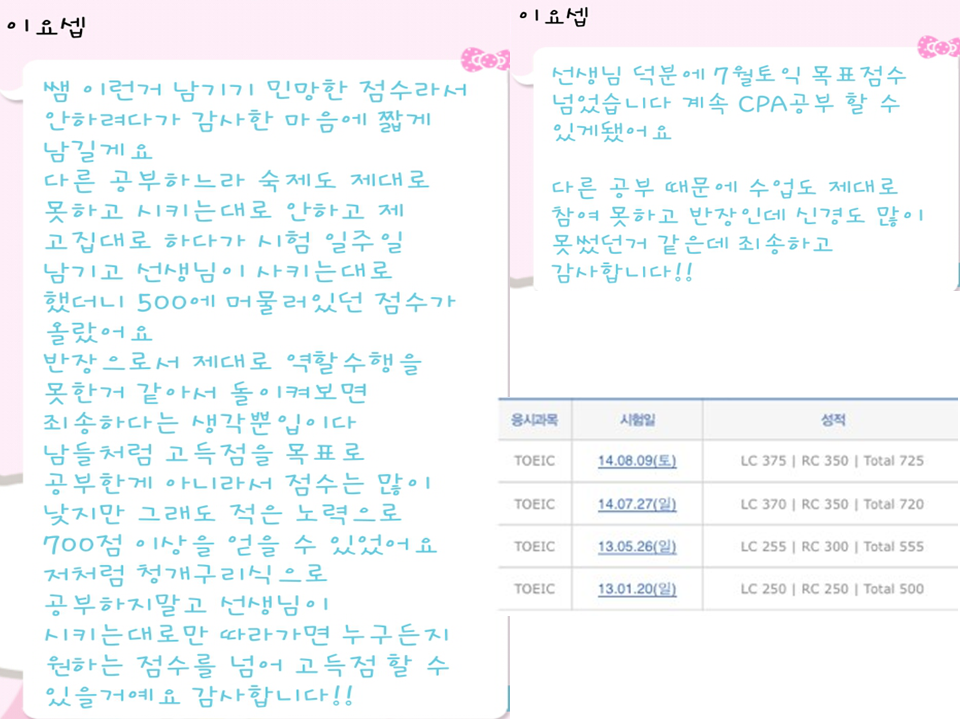 이요셉
쌤 이런거 남기기 민망한 점수라서
안하려다가 감사한 마음에 짧게
남길게요
다른 공부하느라 숙제도 제대로
못하고 시키는대로 안하고 제
고집대로 하다가 시험 일주일
남기고 선생님이 사키는대로
했더니 500에 머물러있던 점수가
올랐어요
반장으로서 제대로 역할수행을
못한거 같아서 돌이켜보면
죄송하다는 생각뿐입이다
남들처럼 고득점을 목표로
공부한게 아니라서 점수는 많이
낮지만 그래도 적은 노력으로
700점 이상을 얻을 수 있었어요
저처럼 청개구리식으로
공부하지말고 선생님이
시키는대로만 따라가면 누구든지
원하는 점수를 넘어 고득점 할 수
있을거예요 감사합니다!!
이요셉
선생님 덕분에 7월토익 목표점수
넘었습니다 계속 CPA공부 할 수
있게됐어요
다른 공부 때문에 수업도 제대로
참여 못하고 반장인데 신경도 많이
못썼던거 같은데 죄송하고
감사합니다!!
응시과목 시험일 성적
TOEIC 14.08.09(토) LC 375 | RC 350 | Total 725
TOEIC 14.07.27(일) LC 370 | RC 350 | Total 720
TOEIC 13.05.26(일) LC 255 | RC 300 | Total 555
TOEIC 13.01.20(일) LC 250 | RC 250 | Total 500